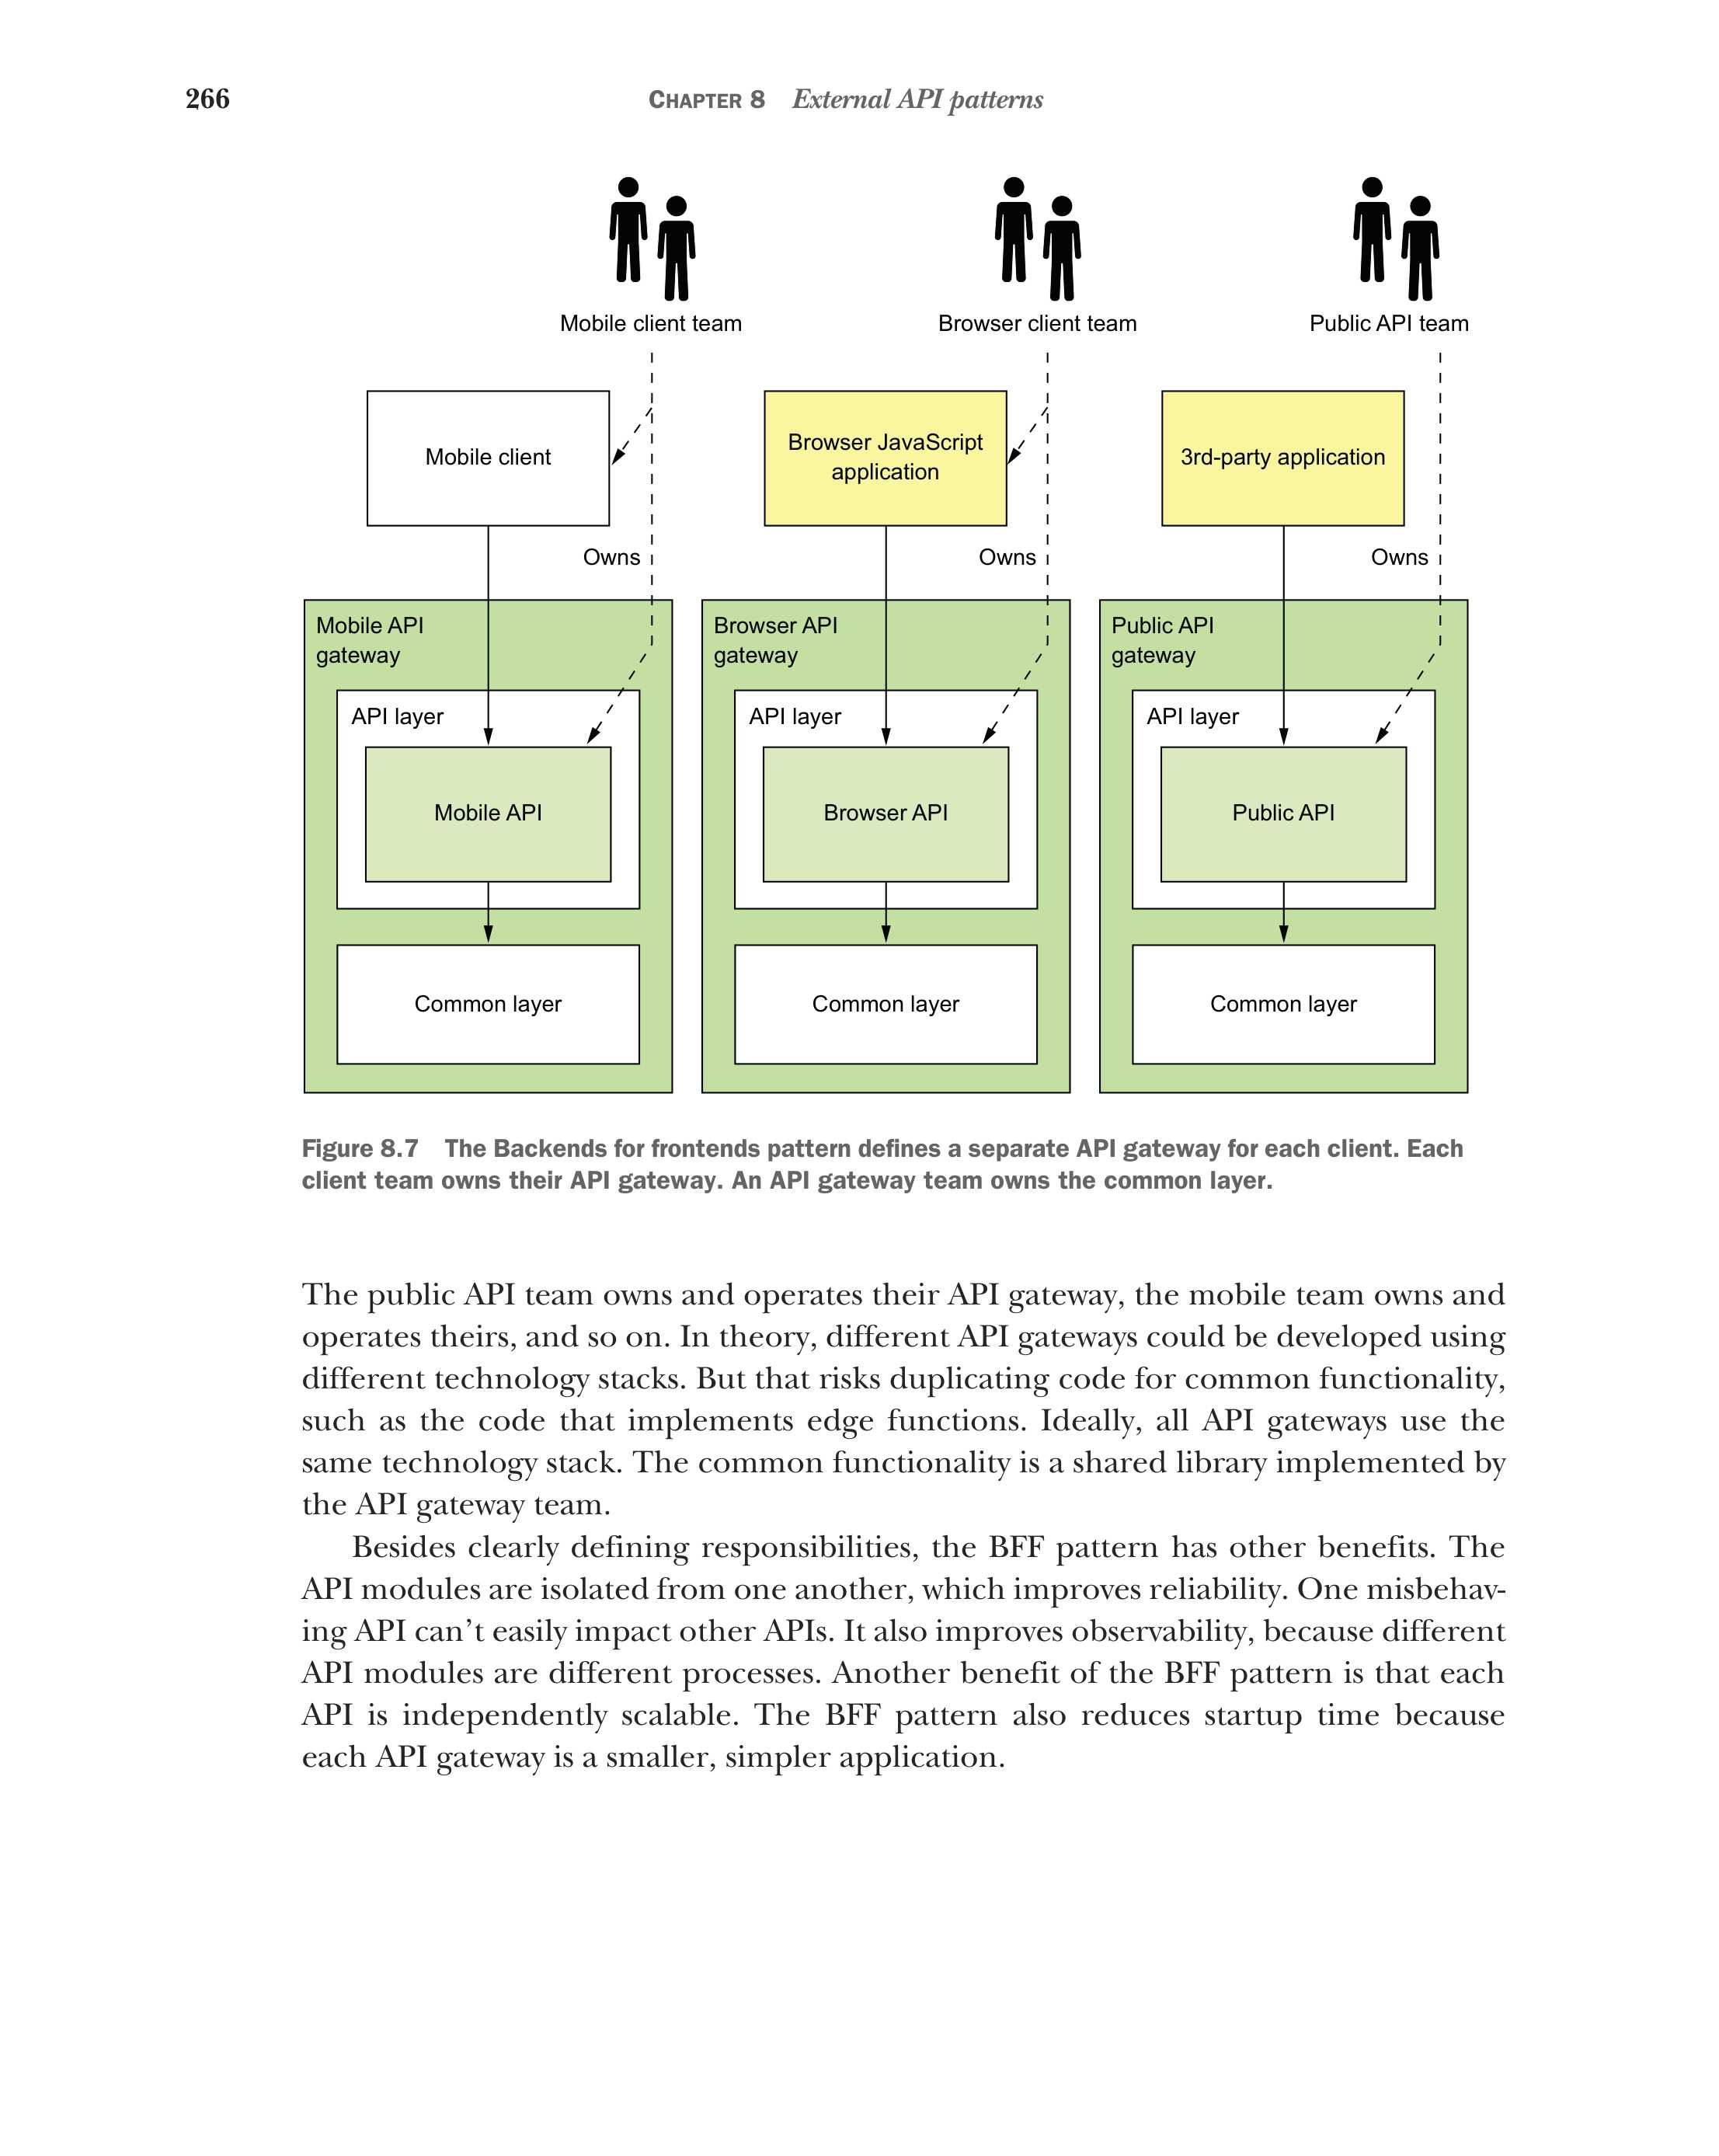 266
CHAPTER 8 External API patterns
Mobile client team
Browser client team
Public API team
Mobile client
Browser JavaScript
application
3rd-party application
Owns
Owns
Owns
Mobile API
gateway
Browser API
gateway
Public API
gateway
API layer
API layer
API layer
Mobile API
Browser API
Public API
Common layer
Common layer
Common layer
Figure 8.7 The Backends for frontends pattern defines a separate API gateway for each client. Each
client team owns their API gateway. An API gateway team owns the common layer.
The public API team owns and operates their API gateway, the mobile team owns and
operates theirs, and so on. In theory, different API gateways could be developed using
different technology stacks. But that risks duplicating code for common functionality,
such as the code that implements edge functions. Ideally, all API gateways use the
same technology stack. The common functionality is a shared library implemented by
the API gateway team.
Besides clearly defining responsibilities, the BFF pattern has other benefits. The
API modules are isolated from one another, which improves reliability. One misbehav-
ing API can’t easily impact other APIs. It also improves observability, because different
API modules are different processes. Another benefit of the BFF pattern is that each
API is independently scalable. The BFF pattern also reduces startup time because
each API gateway is a smaller, simpler application.